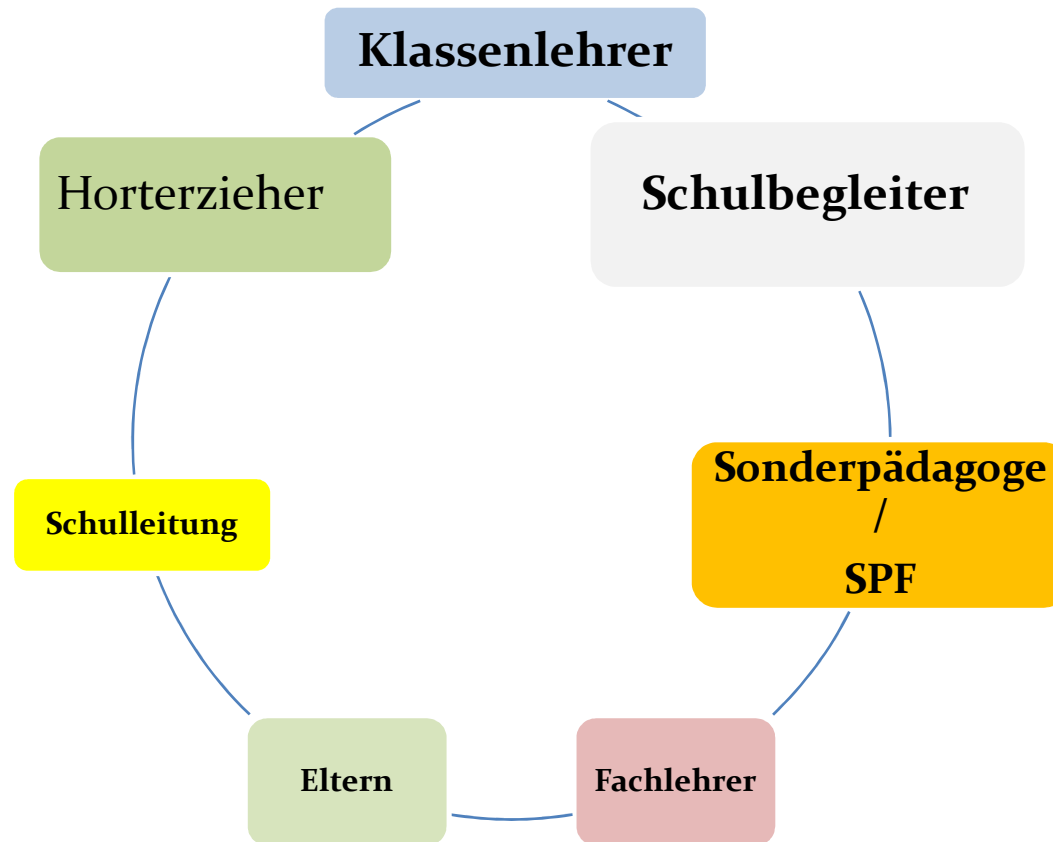 Klassenlehrer
Horterzieher
Schulbegleiter
Sonderpädagoge
/
SPF
Schulleitung
Eltern
Fachlehrer